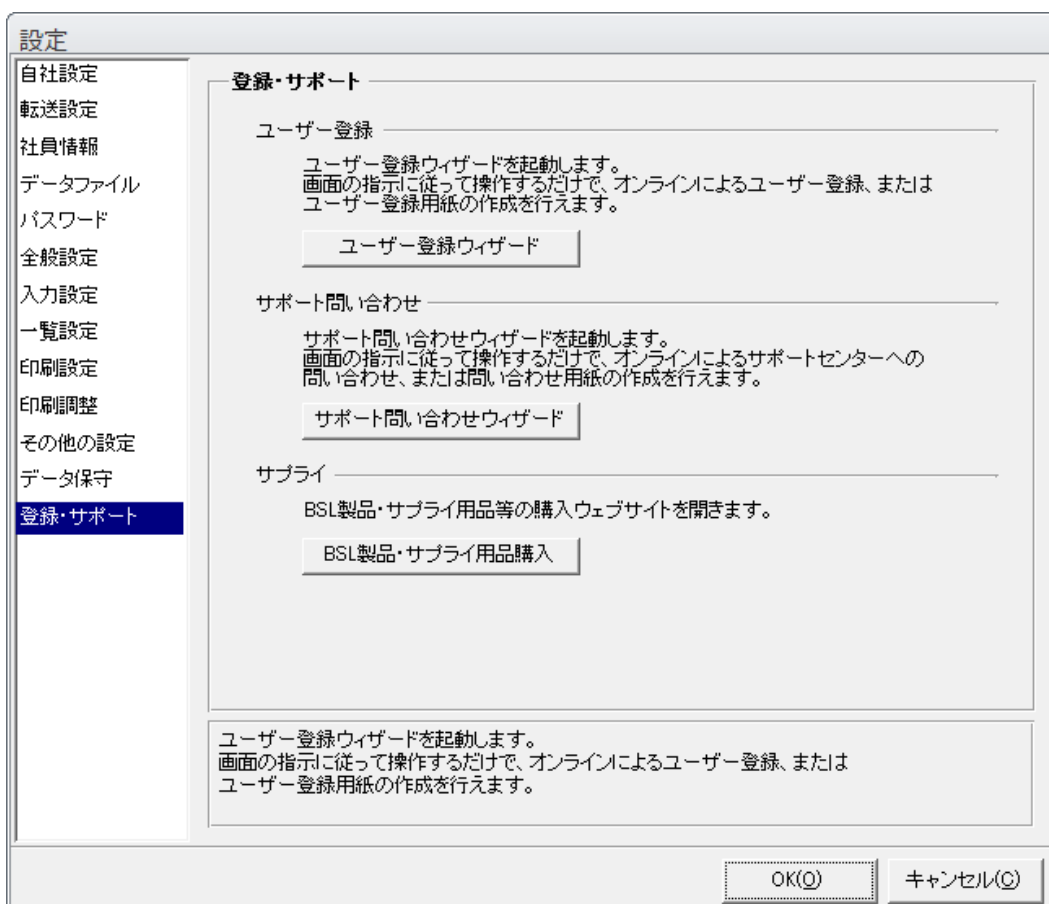 設定
自社設定
転送設定
社員情報
データファイル
パスワード
全般設定
入力設定
一覧設定
印刷設定
印刷調整
その他の設定
データ保守
登録・サポート
登録・サポート
ユーザー登録
ユーザー登録ウィザードを起動します。
画面の指示に従って操作するだけで、オンラインによるユーザー登録、または
ユーザー登録用紙の作成を行えます。
ユーザー登録ウィザード
サポート問い合わせ
サポート問い合わせウィザードを起動します。
画面の指示に従って操作するだけで、オンラインによるサポートセンターへの
問い合わせ、または問い合わせ用紙の作成を行えます。
サポート問い合わせウィザード
サプライ
BSL製品・サプライ用品等の購入ウェブサイトを開きます。
BSL製品・サプライ用品購入
ユーザー登録ウィザードを起動します。
画面の指示に従って操作するだけで、オンラインによるユーザー登録、または
ユーザー登録用紙の作成を行えます。
OK(O)
キャンセル(C)